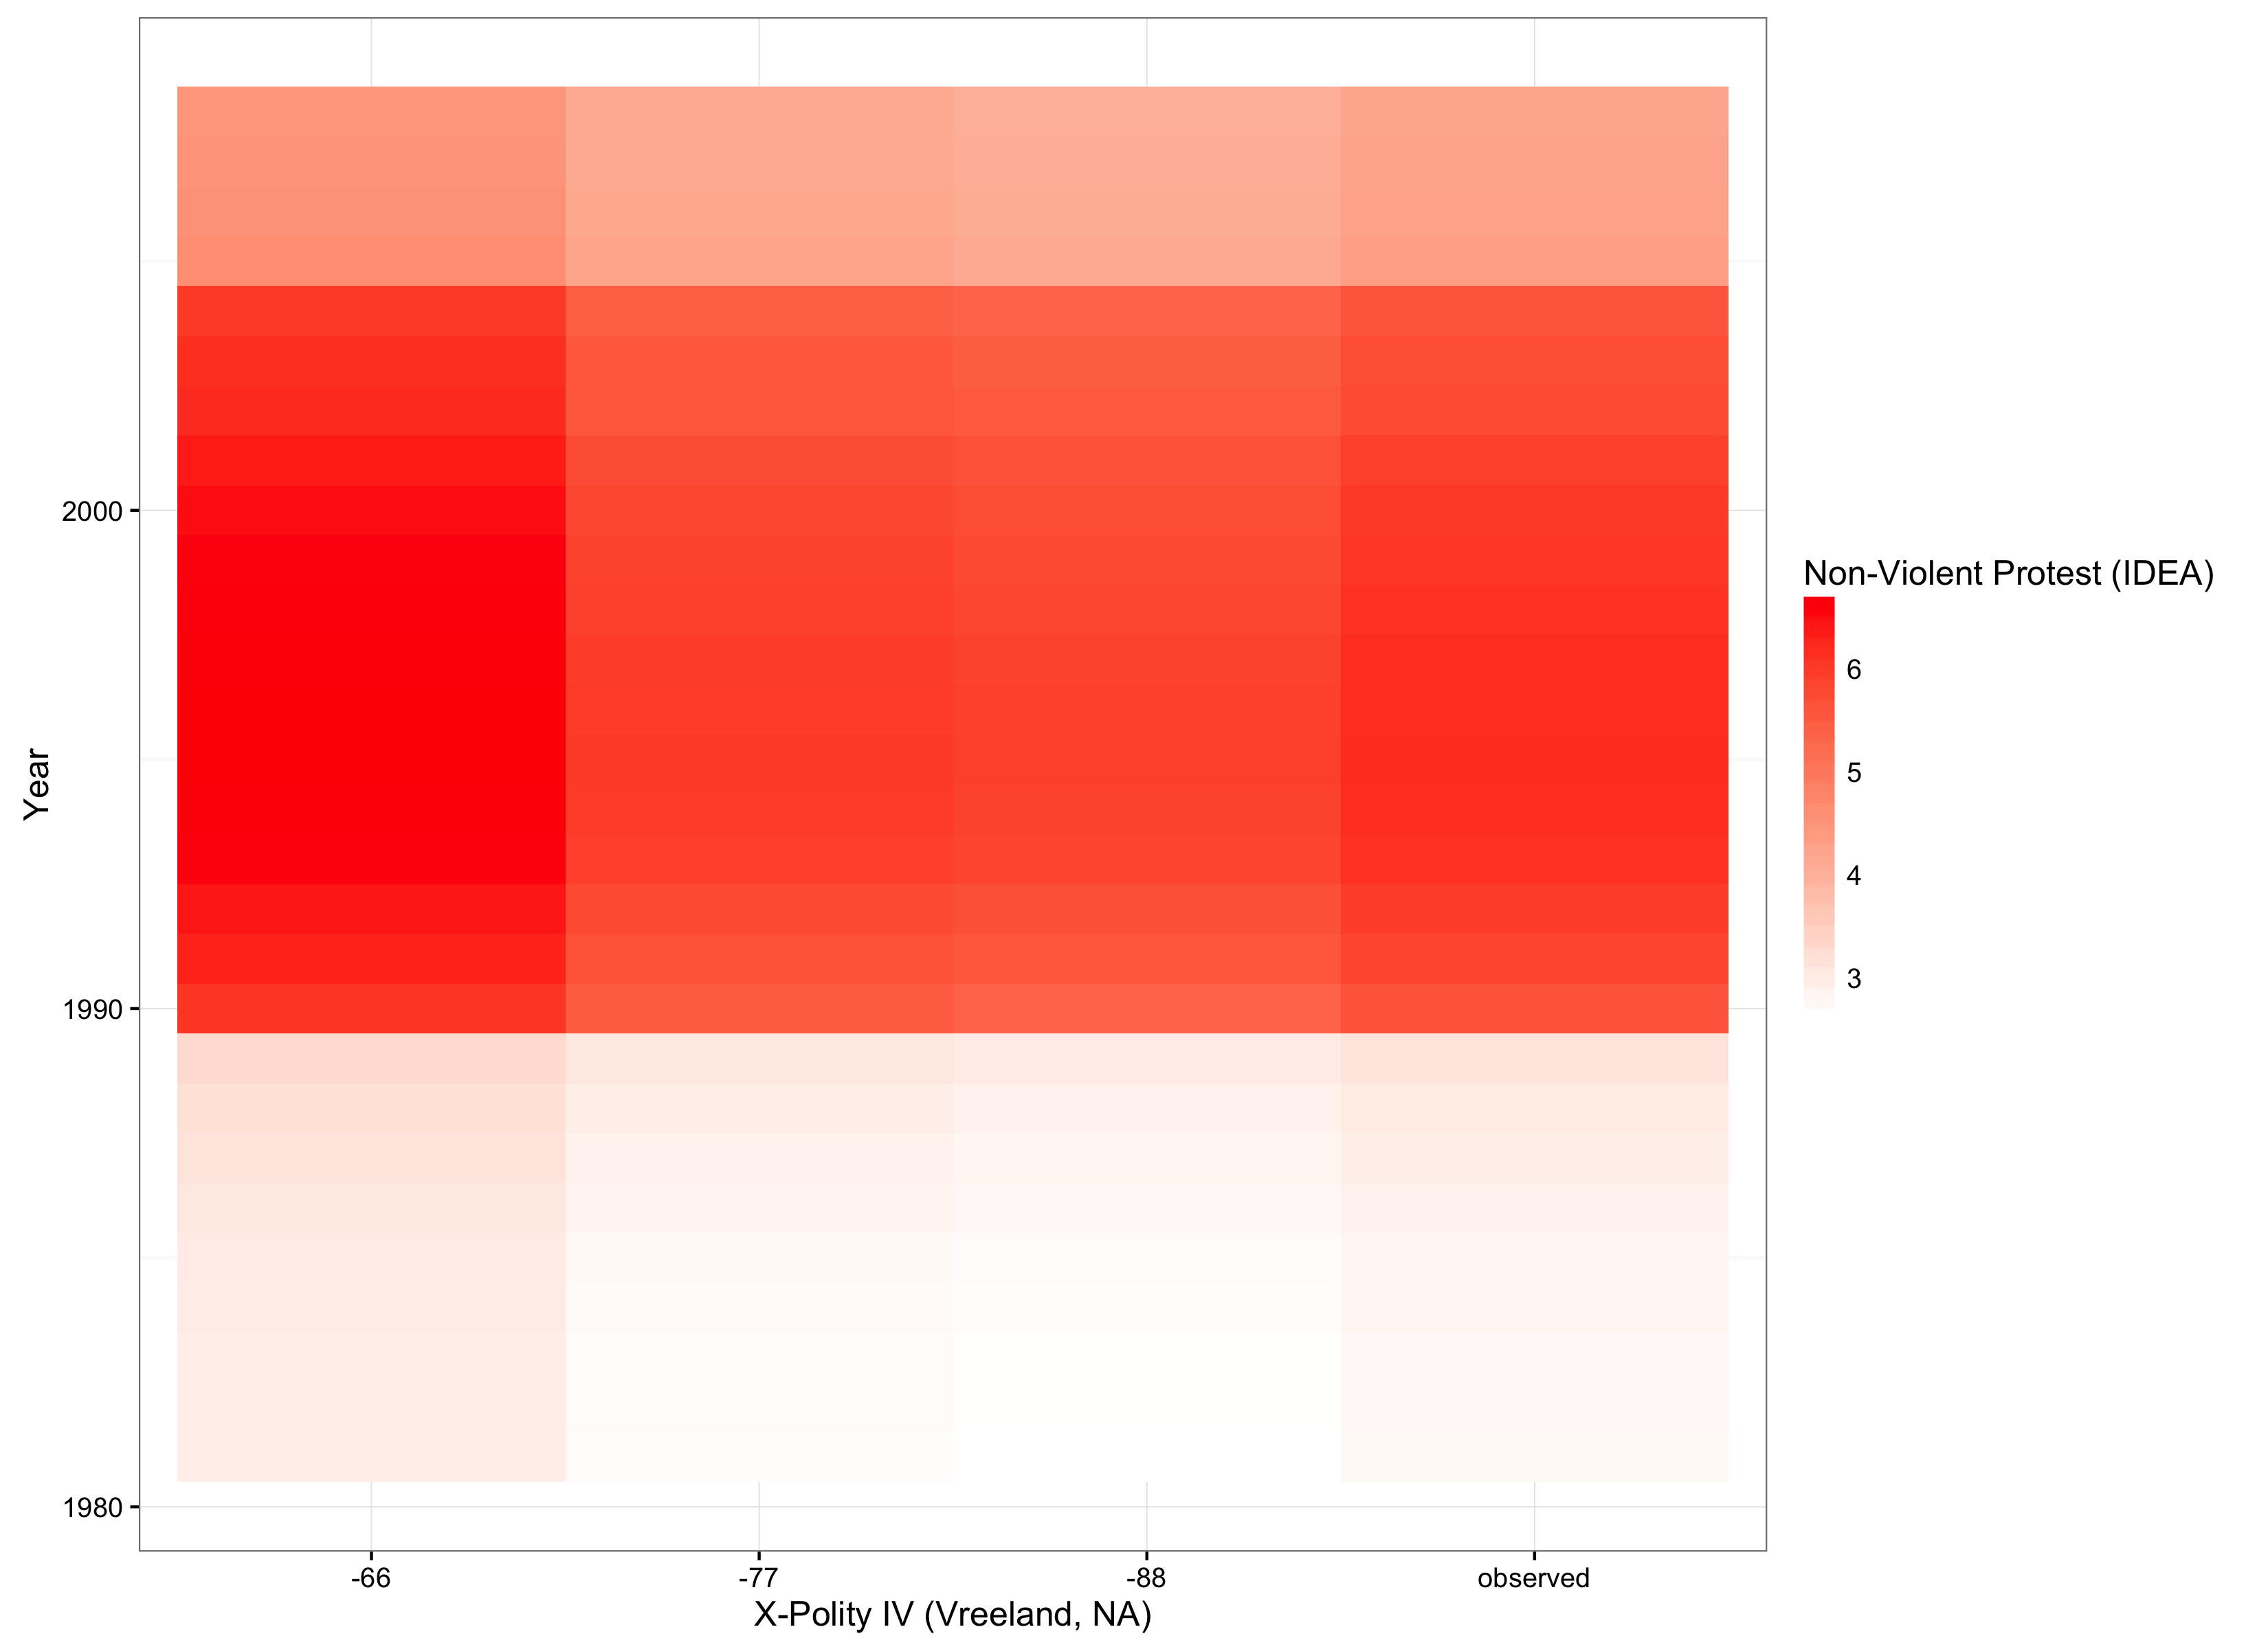 2000
1990
1980
Year
-66
-77
-88
observed
X-Polity IV (Vreeland, NA)
Non-Violent Protest (IDEA)
6
5
4
3